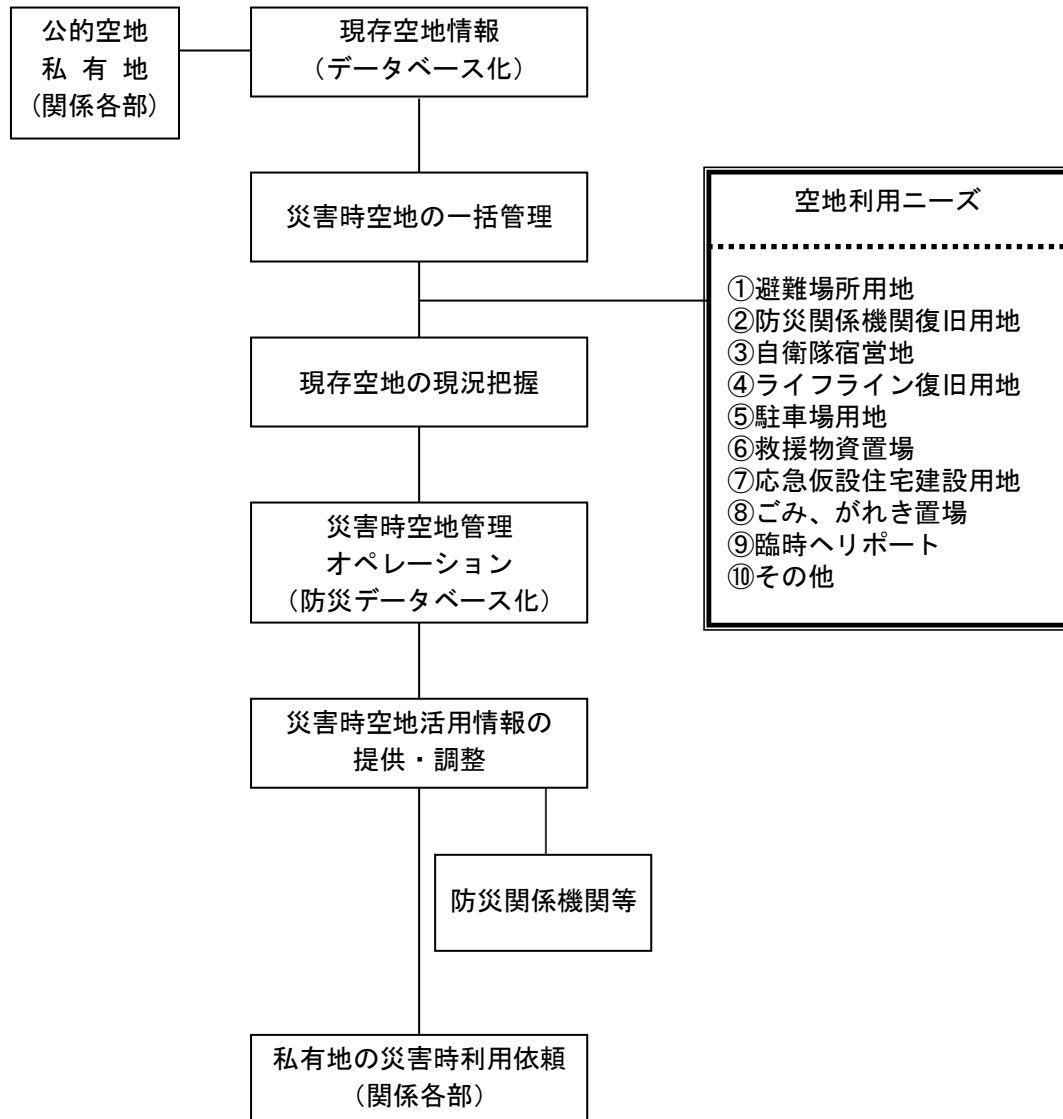 公的空地
私 有 地
（関係各部）
現存空地情報
（データベース化）
災害時空地の一括管理
空地利用ニーズ
①避難場所用地
②防災関係機関復旧用地
③自衛隊宿営地
④ライフライン復旧用地
⑤駐車場用地
⑥救援物資置場
⑦応急仮設住宅建設用地
⑧ごみ、がれき置場
⑨臨時ヘリポート
⑩その他
現存空地の現況把握
災害時空地管理
オペレーション
（防災データベース化）
災害時空地活用情報の
提供・調整
防災関係機関等
私有地の災害時利用依頼
（関係各部）